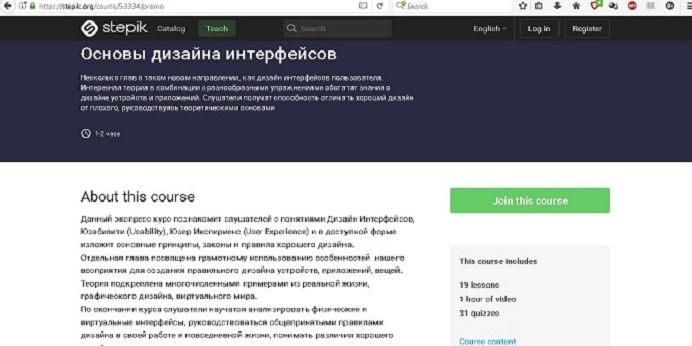 https://stepik.org/course/53334/promo
Search
stepik Catalog Teach Search English Log in Register
Основы дизайна интерфейсов
Несколько глав о таком новом направлении, как дизайн интерфейсов пользователя.
Интересная теория в комбинации с разнообразными упражнениями обогатят знания о
дизайне устройств и приложений. Слушатели получат способность отличать хороший дизайн
от плохого, руководствуясь теоретическими основами
1-2 часа
About this course
Данный экспресс курс познакомит слушателей с понятиями Дизайн Интерфейсов,
Юзабилити (Usability), Юзер Икспириенс (User Experience) и в доступной форме
изложит основные принципы, законы и правила хорошего дизайна.
Отдельная глава посвящена грамотному использованию особенностей нашего
восприятия для создания правильного дизайна устройств, приложений, вещей.
Теория подкреплена многочисленными примерами из реальной жизни,
графического дизайна, виртуального мира.
По окончании курса слушатели научатся анализировать физические и
виртуальные интерфейсы, руководствоваться общепринятыми правилами
дизайна в своей работе и повседневной жизни, понимать различия хорошего
Join this course
This course includes
19 lessons
1 hour of video
31 quizzes
Course content